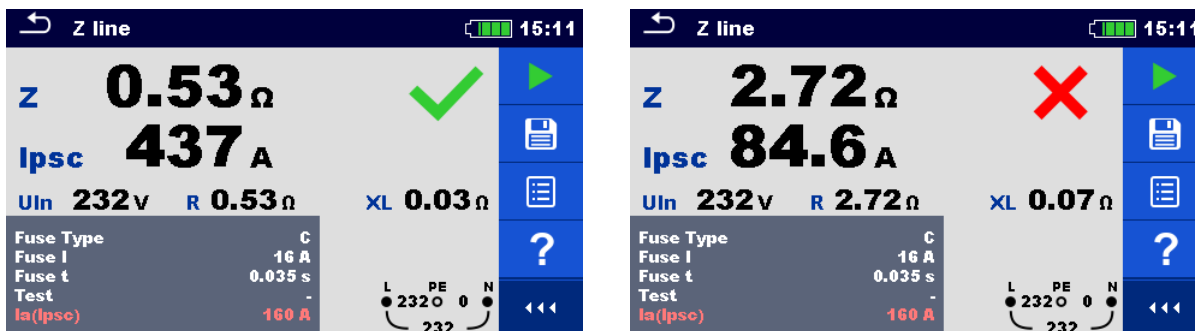 Z line 15:11
Z 0.53 Ω
Ipsc 437 A
Uln 232 V R 0.53 Ω XL 0.03 Ω
Fuse Type C
Fuse I 16 A
Fuse t 0.035 s
Test -
Ia(Ipsc) 160 A
L PE N
232 0
232
?
Z line 15:11
Z 2.72 Ω
Ipsc 84.6 A
Uln 232 V R 2.72 Ω XL 0.07 Ω
Fuse Type C
Fuse I 16 A
Fuse t 0.035 s
Test -
Ia(Ipsc) 160 A
L PE N
232 0
232
?